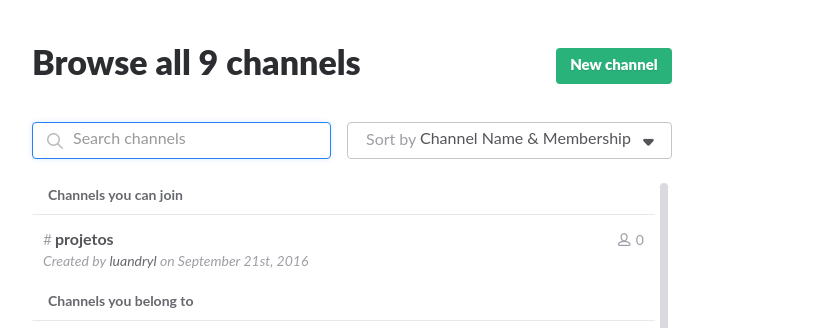 Browse all 9 channels
New channel
Search channels
Sort by Channel Name & Membership
Channels you can join
# projetos
0
Created by luandryl on September 21st, 2016
Channels you belong to